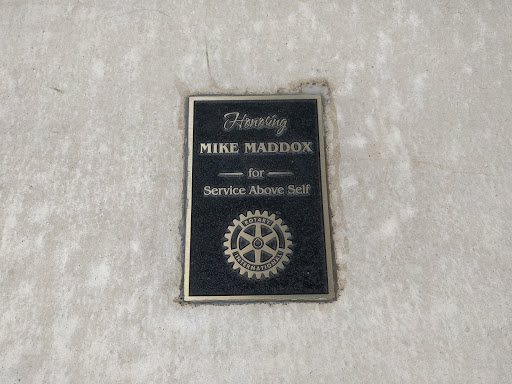 Honoring
MIKE MADDOX
for
Service Above Self
ROTARY
INTERNATIONAL